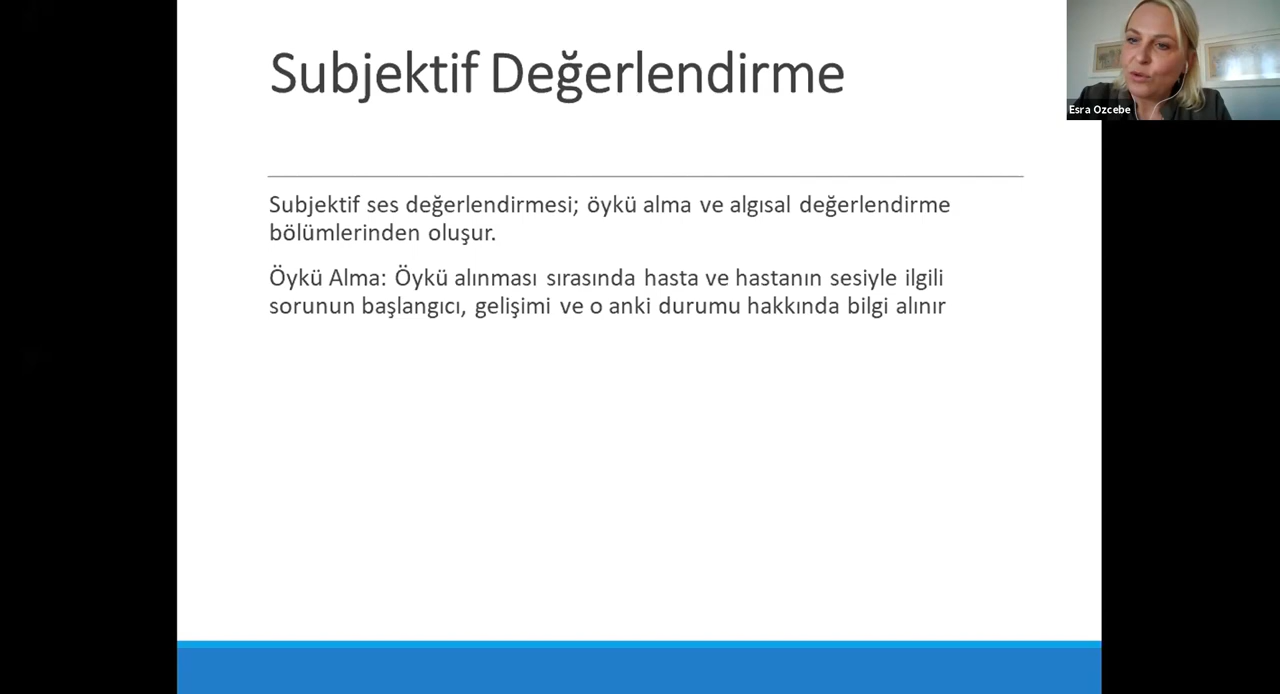 Subjektif Değerlendirme
Esra Ozcebe
Subjektif ses değerlendirmesi; öykü alma ve algısal değerlendirme
bölümlerinden oluşur.
Öykü Alma: Öykü alınması sırasında hasta ve hastanın sesiyle ilgili
sorunun başlangıcı, gelişimi ve o anki durumu hakkında bilgi alınır